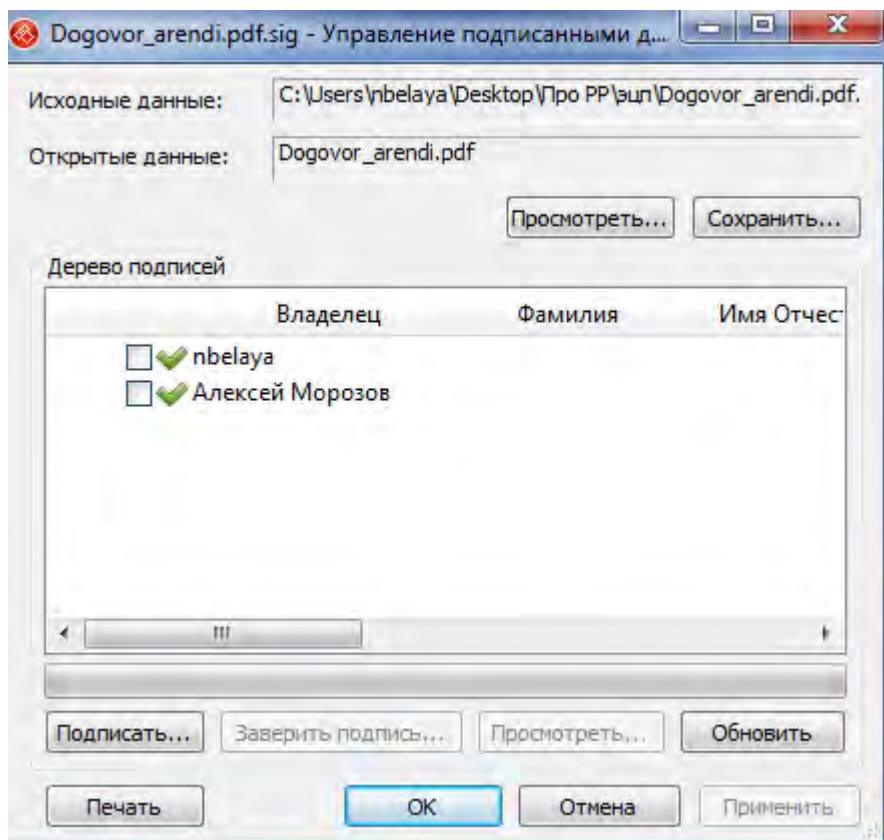 Dogovor_arendi.pdf.sig - Управление подписанными д...
Исходные данные: C:\Users\nbelaya\Desktop\Про РР\эцп\Dogovor_arendi.pdf.
Открытые данные: Dogovor_arendi.pdf
Просмотреть... Сохранить...
Дерево подписей
Владелец Фамилия Имя Отчес
nbelaya
Алексей Морозов
Подписать... Заверить подпись... Просмотреть... Обновить
Печать OK Отмена Применить